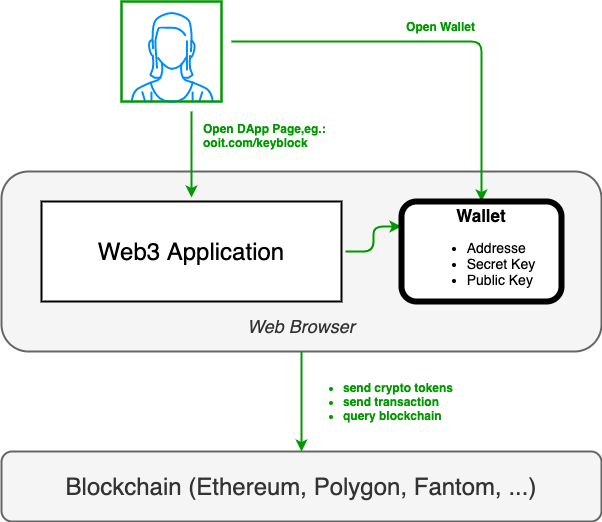 Open Wallet
Open DApp Page,eg.:
ooit.com/keyblock
Web3 Application
Wallet
• Addresse
• Secret Key
• Public Key
Web Browser
• send crypto tokens
• send transaction
• query blockchain
Blockchain (Ethereum, Polygon, Fantom, ...)